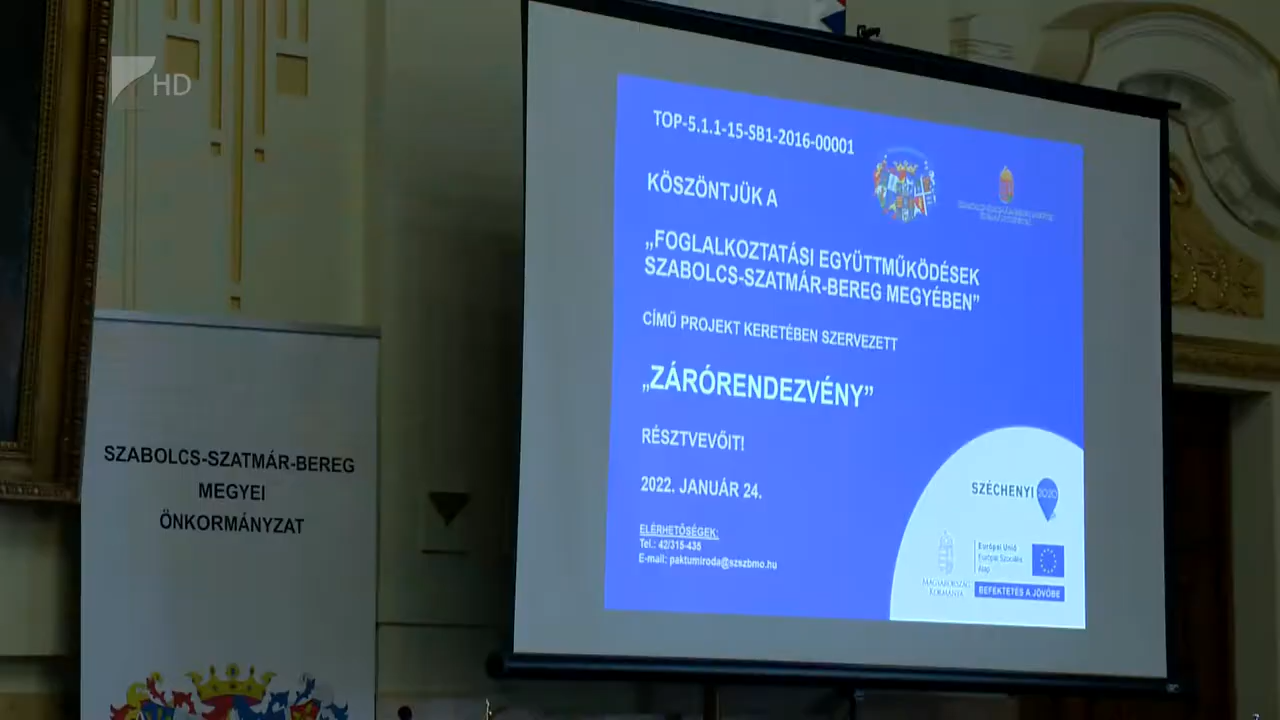 HD
TOP-5.1.1-15-SB1-2016-00001
KÖSZÖNTJÜK A
„FOGLALKOZTATÁSI EGYÜTTMŰKÖDÉSEK
SZABOLCS-SZATMÁR-BEREG MEGYÉBEN”
CÍMŰ PROJEKT KERETÉBEN SZERVEZETT
„ZÁRÓRENDEZVÉNY”
RÉSZTVEVŐIT!
2022. JANUÁR 24.
ELÉRHETŐSÉGEK:
Tel.: 42/315-435
E-mail.: paktumiroda@szszbmo.hu
SZÉCHENYI 2020
MAGYARORSZÁG
KORMÁNYA
Európai Unió
Európai Szociális
Alap
BEFEKTETÉS A JÖVŐBE
SZABOLCS-SZATMÁR-BEREG
MEGYEI
ÖNKORMÁNYZAT